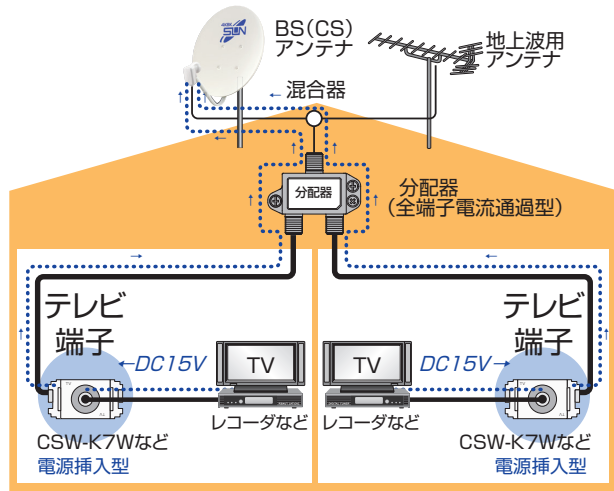 BS(CS)
アンテナ
地上波用
アンテナ
SUN
← 混合器
分配器
分配器
(全端子電流通過型)
テレビ
端子
←DC15V
TV
レコーダなど
CSW-K7Wなど
電源挿入型
テレビ
端子
DC15V→
TV
レコーダなど
CSW-K7Wなど
電源挿入型